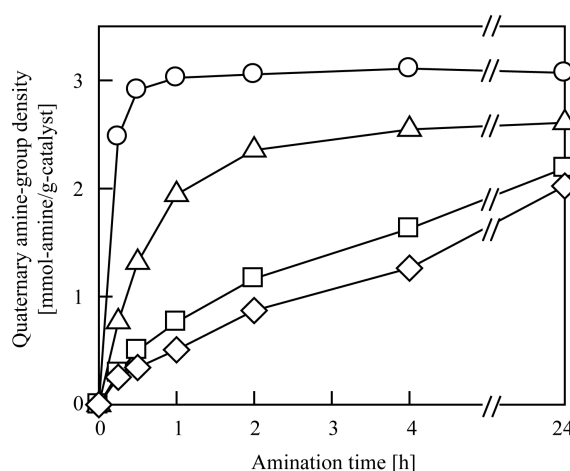 Quaternary amine-group density
[mmol-amine/g-catalyst]
3
2
1
0
0 1 2 3 4 24
Amination time [h]